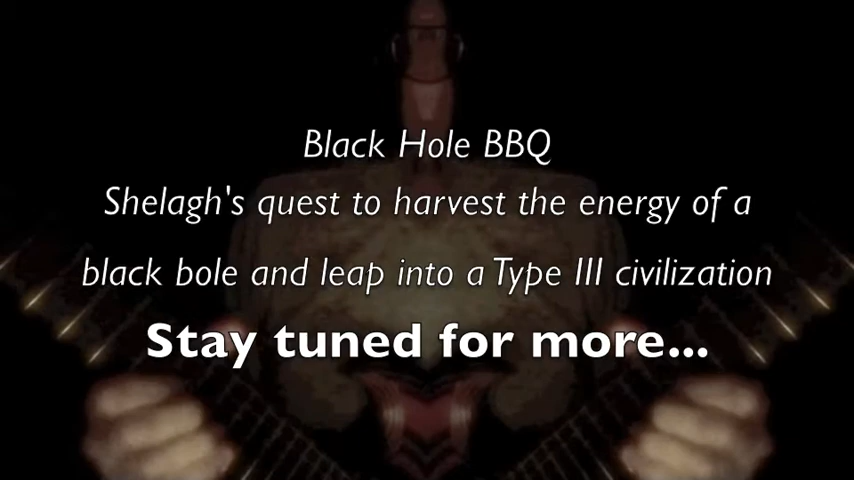 Black Hole BBQ
Shelagh's quest to harvest the energy of a
black bole and leap into a Type III civilization
Stay tuned for more...